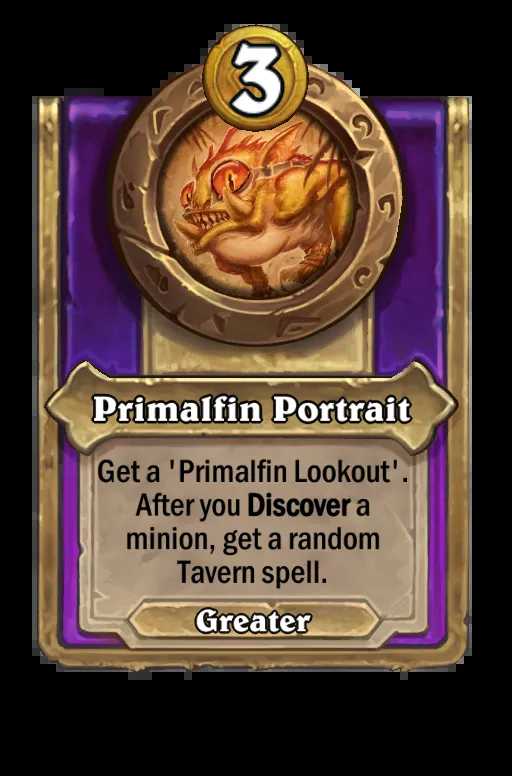 3
Primalfin Portrait
Get a 'Primalfin Lookout'.
After you Discover a
minion, get a random
Tavern spell.
Greater